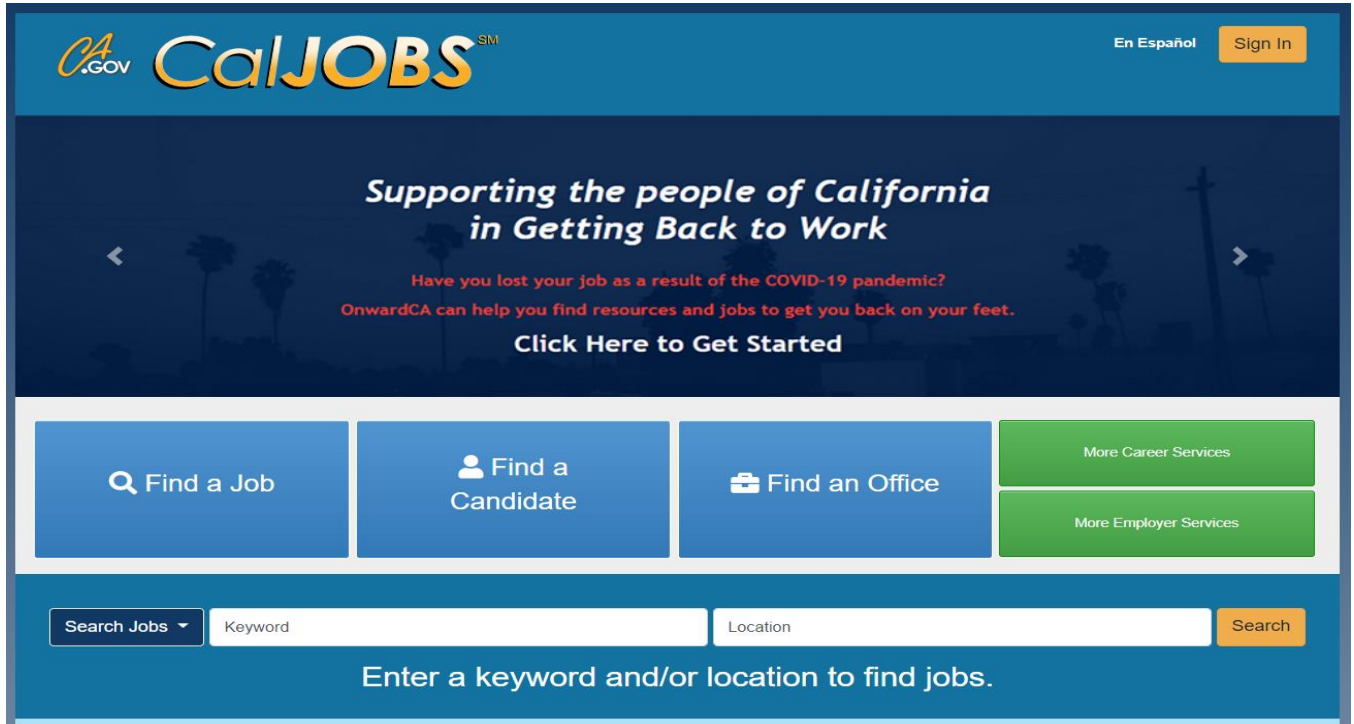 CA.GOV CalJOBS SM
En Español
Sign In
Supporting the people of California
in Getting Back to Work
Have you lost your job as a result of the COVID-19 pandemic?
OnwardCA can help you find resources and jobs to get you back on your feet.
Click Here to Get Started
Find a Job
Find a
Candidate
Find an Office
More Career Services
More Employer Services
Search Jobs
Keyword
Location
Search
Enter a keyword and/or location to find jobs.